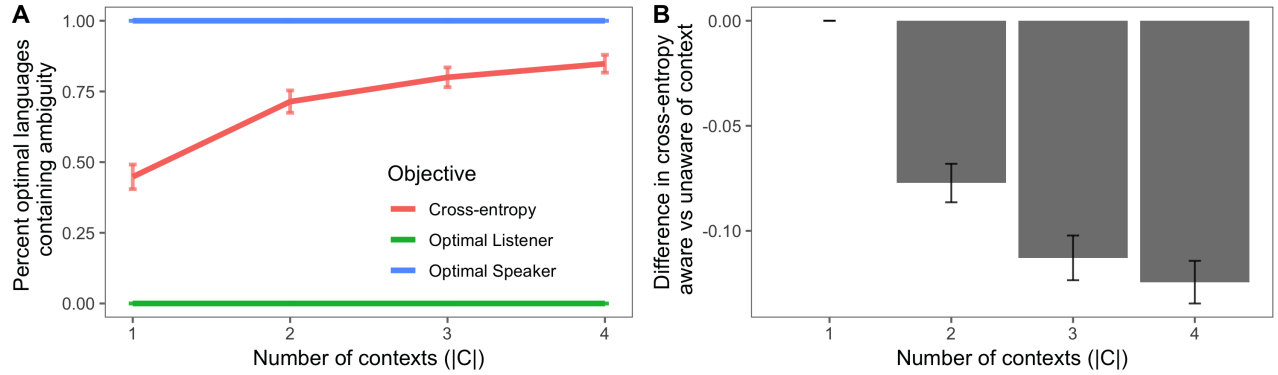 A
Percent optimal languages
containing ambiguity
1.00
0.75
0.50
0.25
0.00
Objective
Cross-entropy
Optimal Listener
Optimal Speaker
1 2 3 4
Number of contexts (|C|)
B
Difference in cross-entropy
aware vs unaware of context
0.00
-0.05
-0.10
1 2 3 4
Number of contexts (|C|)